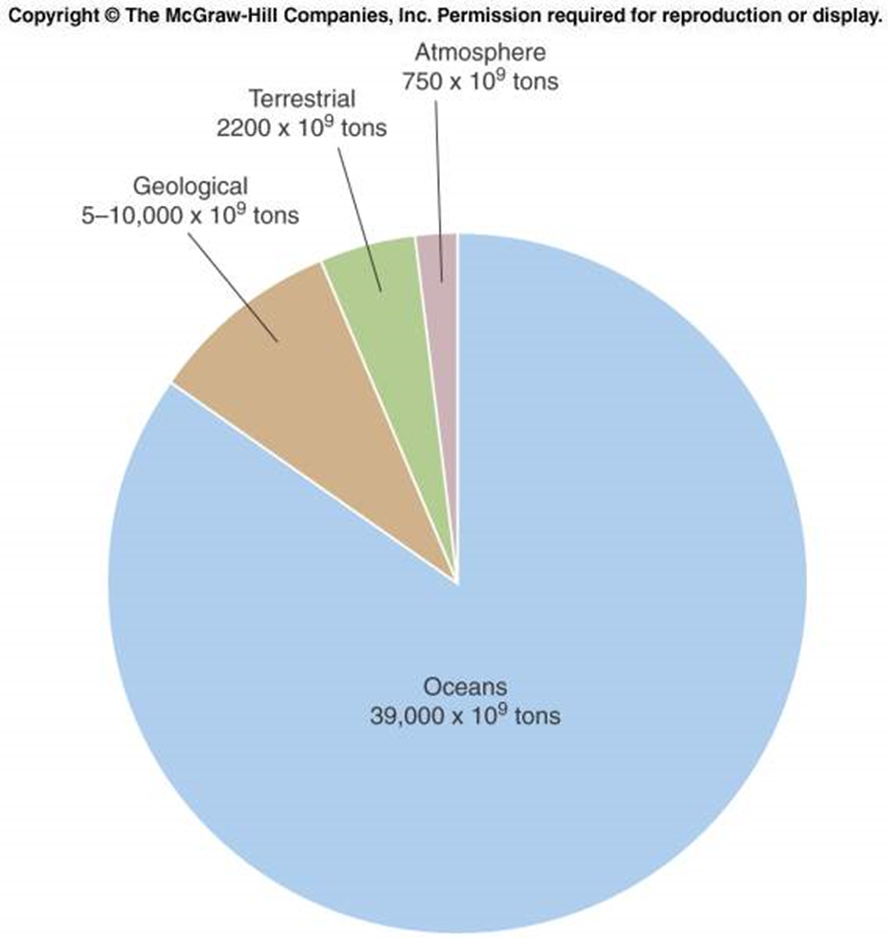 Copyright © The McGraw-Hill Companies, Inc. Permission required for reproduction or display.
Atmosphere
750 x 10⁹ tons
Terrestrial
2200 x 10⁹ tons
Geological
5–10,000 x 10⁹ tons
Oceans
39,000 x 10⁹ tons